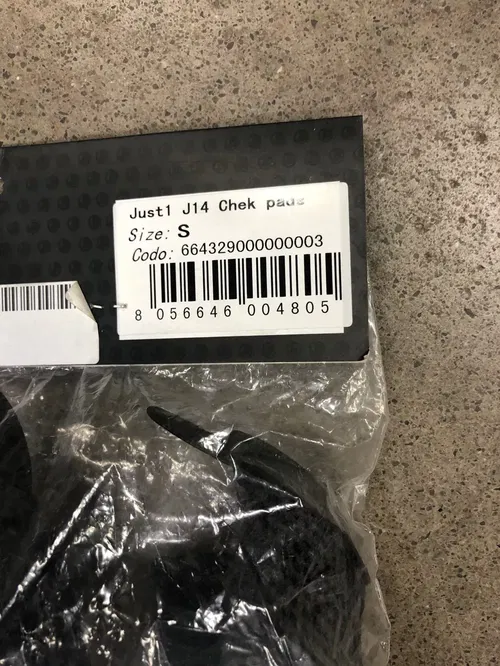 Just1 J14 Chek pads
Size: S
Codo: 664329000000003
8 056646 004805